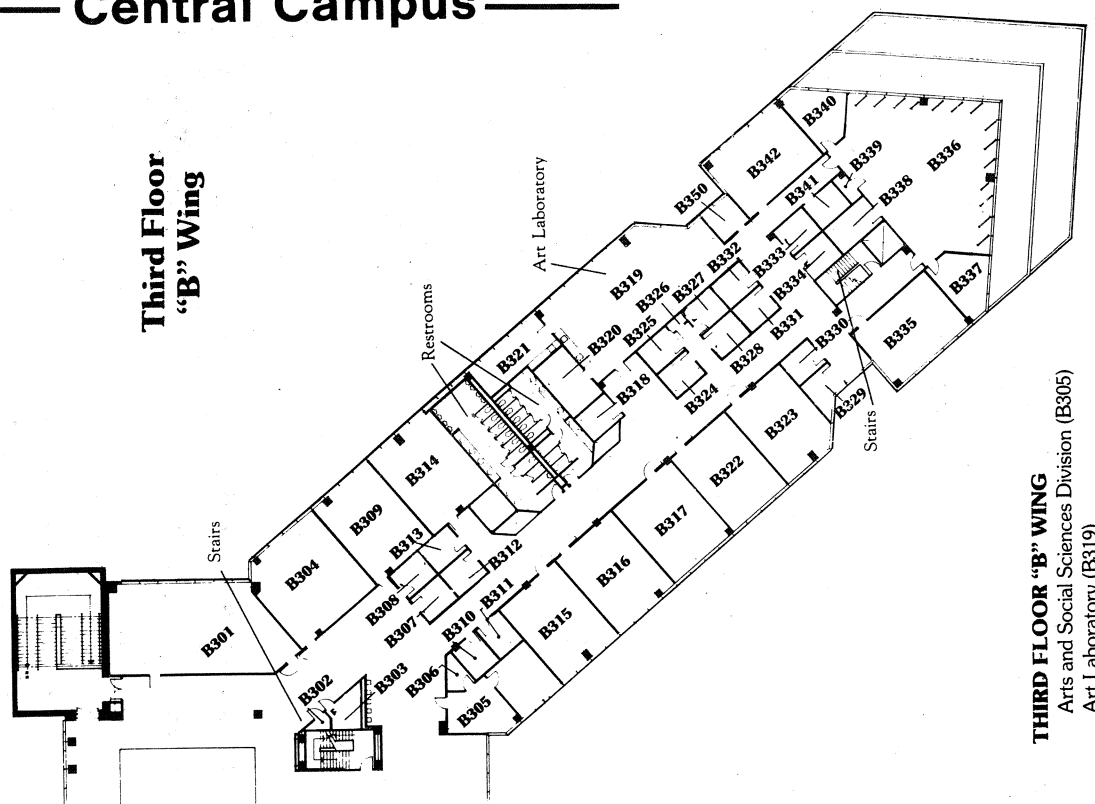 Central Campus
Third Floor
“B” Wing
Art Laboratory
Restrooms
Stairs
B340
B342
B339
B336
B350
B341
B338
B332
B333
B337
B319
B327
B334
B326
B335
B320
B325
B331
B330
B321
B328
B318
B324
B329
Stairs
B323
B314
B322
B309
B317
B313
B312
B304
B316
B308
B311
B307
B310
B315
B301
B303
B306
B302
B305
THIRD FLOOR “B” WING
Arts and Social Sciences Division (B305)
Art Laboratory (B319)